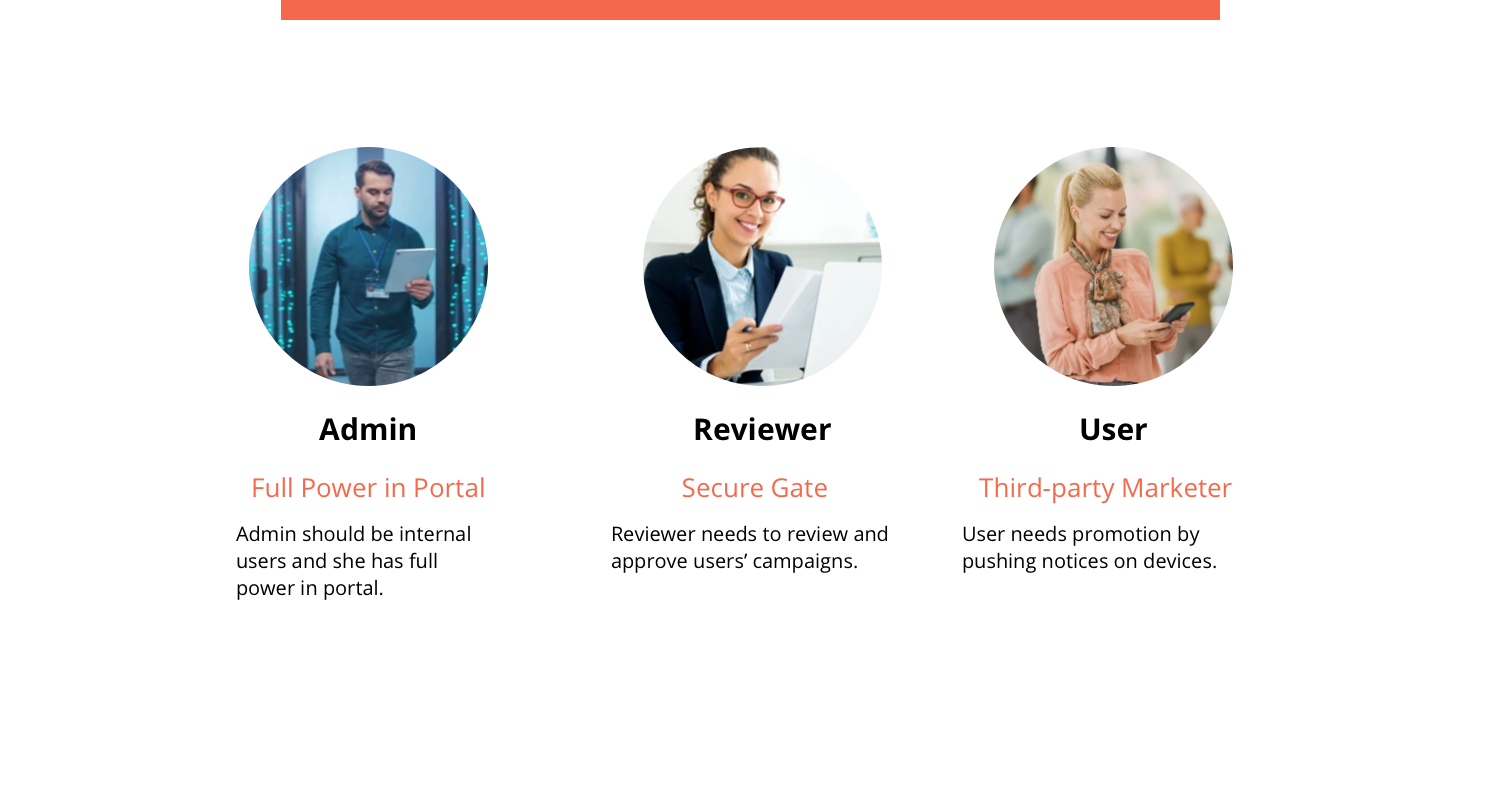 Admin
Full Power in Portal
Admin should be internal
users and she has full
power in portal.
Reviewer
Secure Gate
Reviewer needs to review and
approve users’ campaigns.
User
Third-party Marketer
User needs promotion by
pushing notices on devices.